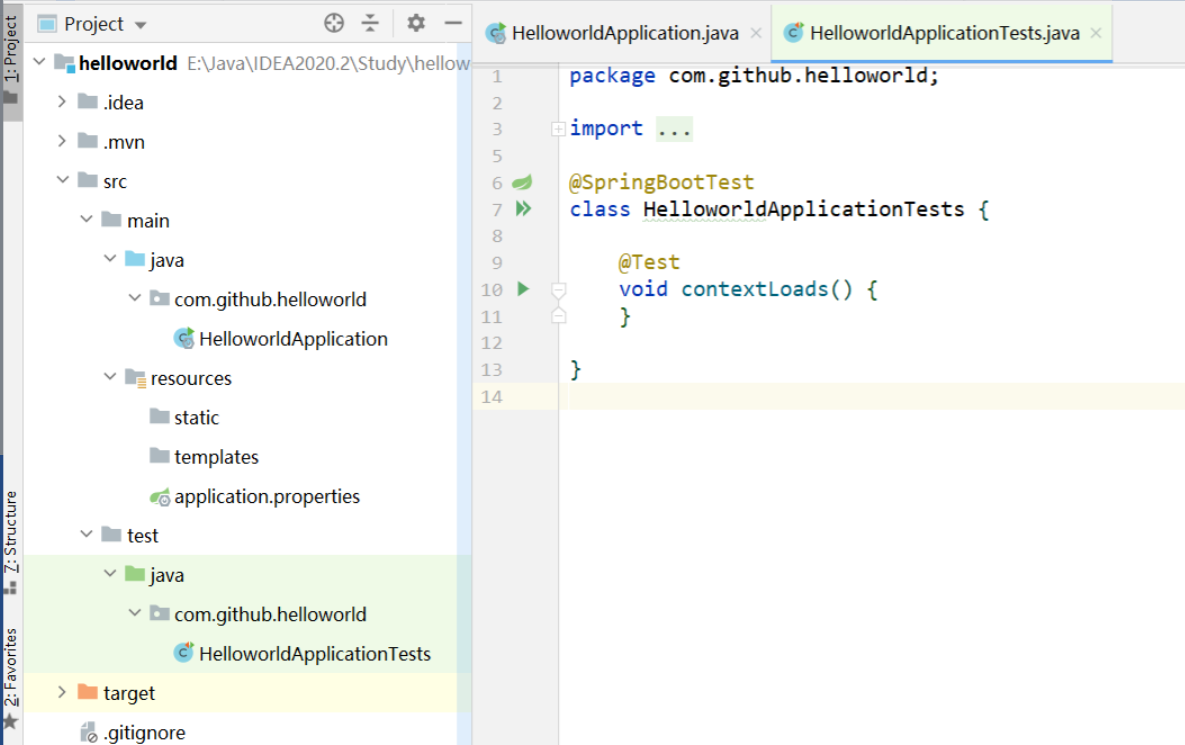 1: Project
Project
helloworld E:\Java\IDEA2020.2\Study\hellow
.idea
.mvn
src
main
java
com.github.helloworld
HelloworldApplication
resources
static
templates
application.properties
test
java
com.github.helloworld
HelloworldApplicationTests
target
.gitignore
Z: Structure
2: Favorites
HelloworldApplication.java
HelloworldApplicationTests.java
1 package com.github.helloworld;
2
3 import ...
5
6 @SpringBootTest
7 class HelloworldApplicationTests {
8
9 @Test
10 void contextLoads() {
11 }
12
13 }
14